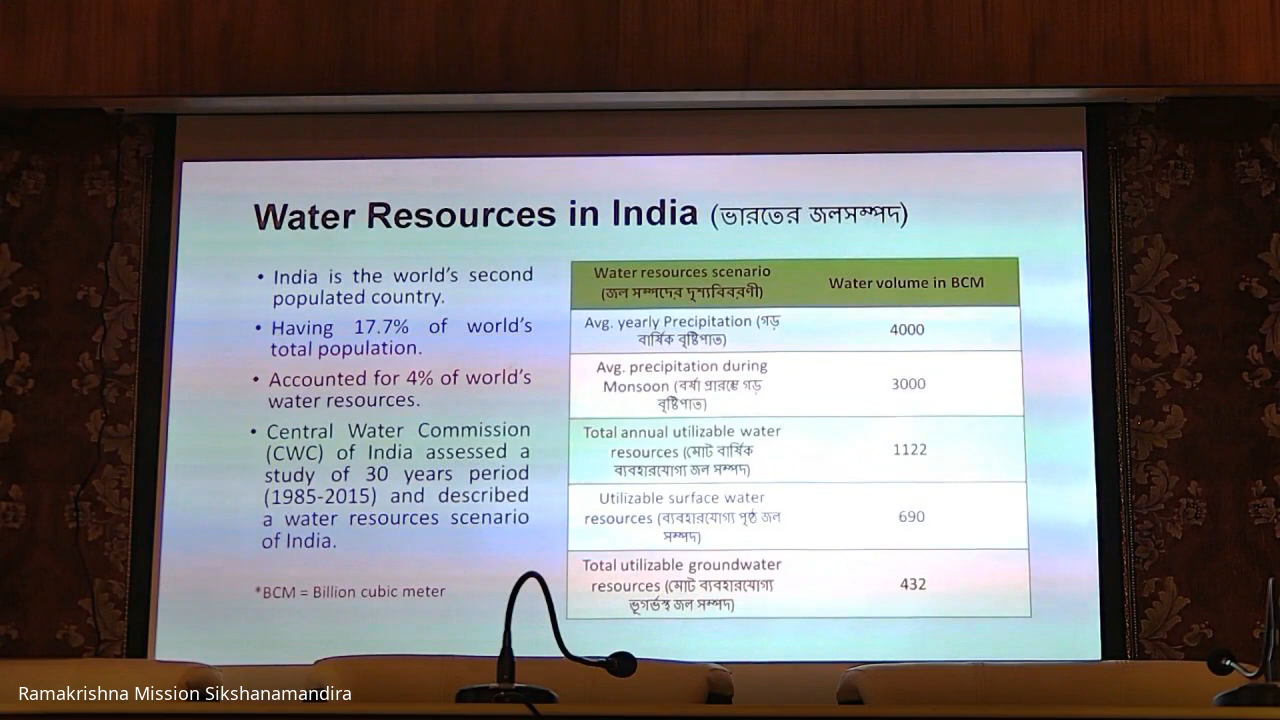 Water Resources in India (ভারতের জলসম্পদ)
• India is the world's second
populated country.
• Having 17.7% of world's
total population.
• Accounted for 4% of world's
water resources.
• Central Water Commission
(CWC) of India assessed a
study of 30 years period
(1985-2015) and described
a water resources scenario
of India.
*BCM = Billion cubic meter
Water resources scenario
(জল সম্পদের দৃশ্যবিবরণী)
Water volume in BCM
Avg. yearly Precipitation (গড়
বার্ষিক বৃষ্টিপাত)
4000
Avg. precipitation during
Monsoon (বর্ষা প্রারম্ভে গড়
বৃষ্টিপাত)
3000
Total annual utilizable water
resources ((মোট বার্ষিক
ব্যবহারযোগ্য জল সম্পদ)
1122
Utilizable surface water
resources (ব্যবহারযোগ্য পৃষ্ঠ জল
সম্পদ)
690
Total utilizable groundwater
resources ((মোট ব্যবহারযোগ্য
ভূগর্ভস্থ জল সম্পদ)
432
Ramakrishna Mission Sikshanamandira